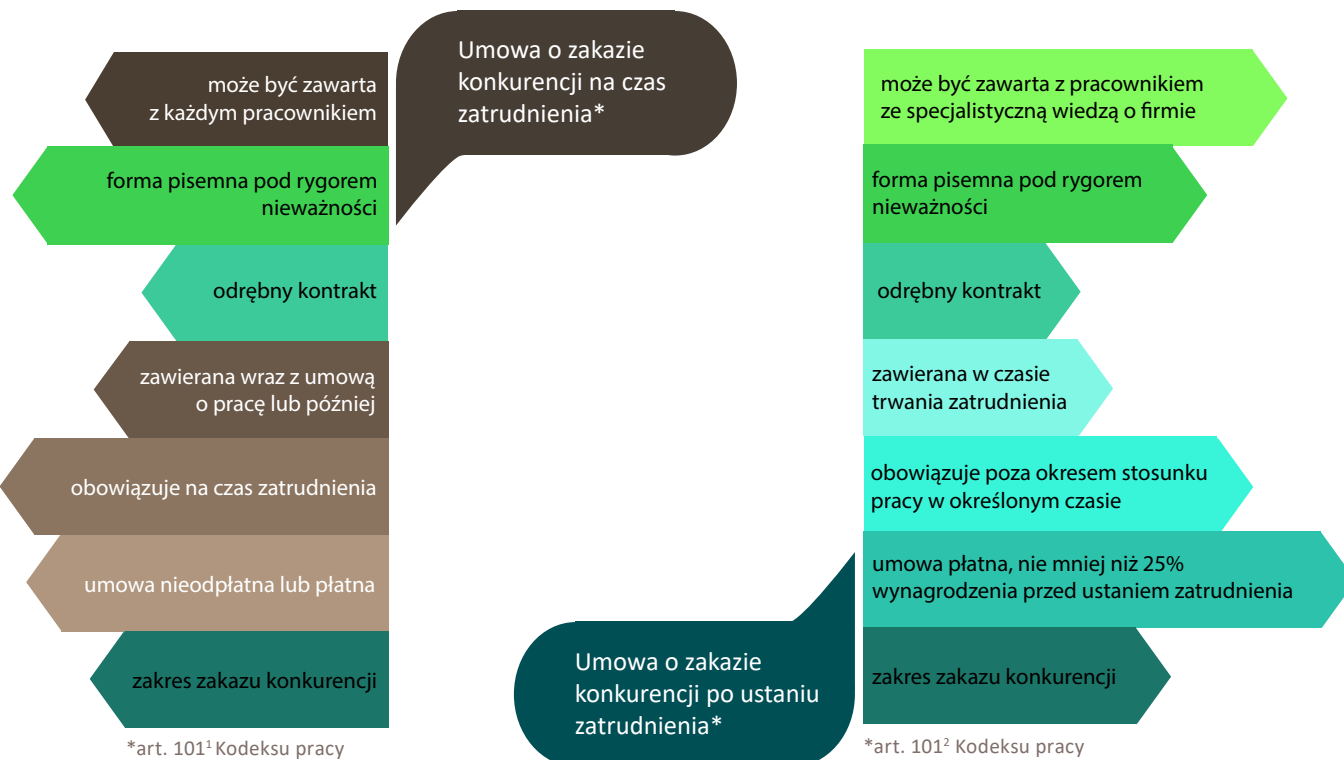 Umowa o zakazie
konkurencji na czas
zatrudnienia*
może być zawarta
z każdym pracownikiem
forma pisemna pod rygorem
nieważności
odrębny kontrakt
zawierana wraz z umową
o pracę lub później
obowiązuje na czas zatrudnienia
umowa nieodpłatna lub płatna
zakres zakazu konkurencji
*art. 101¹ Kodeksu pracy
Umowa o zakazie
konkurencji po ustaniu
zatrudnienia*
może być zawarta z pracownikiem
ze specjalistyczną wiedzą o firmie
forma pisemna pod rygorem
nieważności
odrębny kontrakt
zawierana w czasie
trwania zatrudnienia
obowiązuje poza okresem stosunku
pracy w określonym czasie
umowa płatna, nie mniej niż 25%
wynagrodzenia przed ustaniem zatrudnienia
zakres zakazu konkurencji
*art. 101² Kodeksu pracy